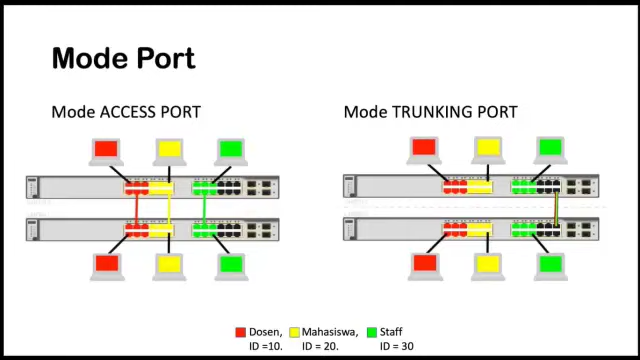 Mode Port
Mode ACCESS PORT
Mode TRUNKING PORT
Dosen, Mahasiswa, Staff
ID =10. ID = 20. ID = 30